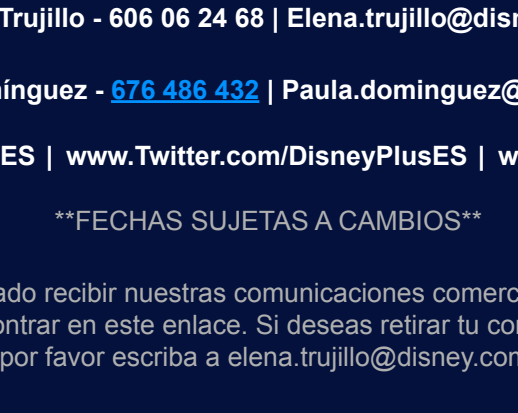 Trujillo - 606 06 24 68 | Elena.trujillo@disn
ínguez - 676 486 432 | Paula.dominguez@
ES | www.Twitter.com/DisneyPlusES | w
**FECHAS SUJETAS A CAMBIOS**
ado recibir nuestras comunicaciones comerc
ontrar en este enlace. Si deseas retirar tu con
por favor escriba a elena.trujillo@disney.com